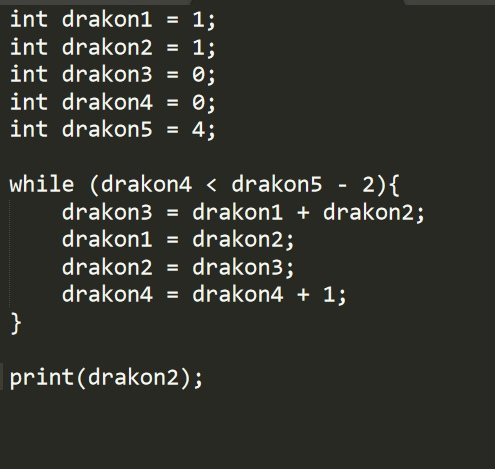 int drakon1 = 1;
int drakon2 = 1;
int drakon3 = 0;
int drakon4 = 0;
int drakon5 = 4;

while (drakon4 < drakon5 - 2){
    drakon3 = drakon1 + drakon2;
    drakon1 = drakon2;
    drakon2 = drakon3;
    drakon4 = drakon4 + 1;
}

print(drakon2);